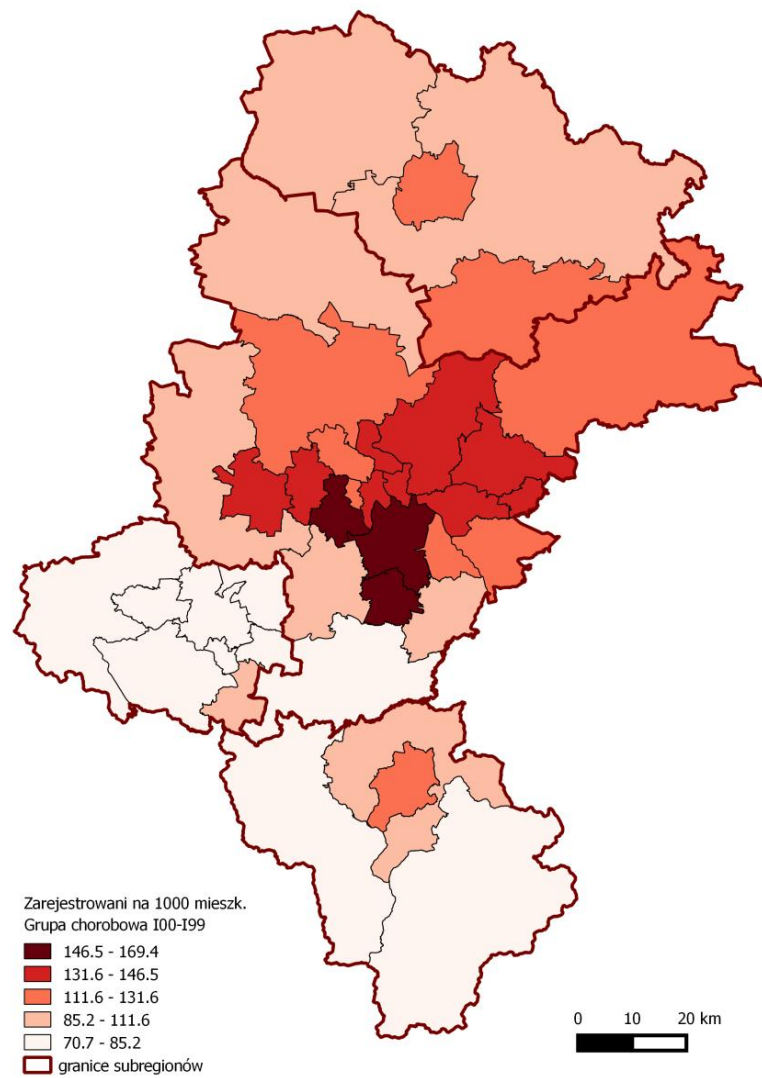 Zarejestrowani na 1000 mieszk.
Grupa chorobowa I00-I99
146.5 - 169.4
131.6 - 146.5
111.6 - 131.6
85.2 - 111.6
70.7 - 85.2
granice subregionów
0 10 20 km